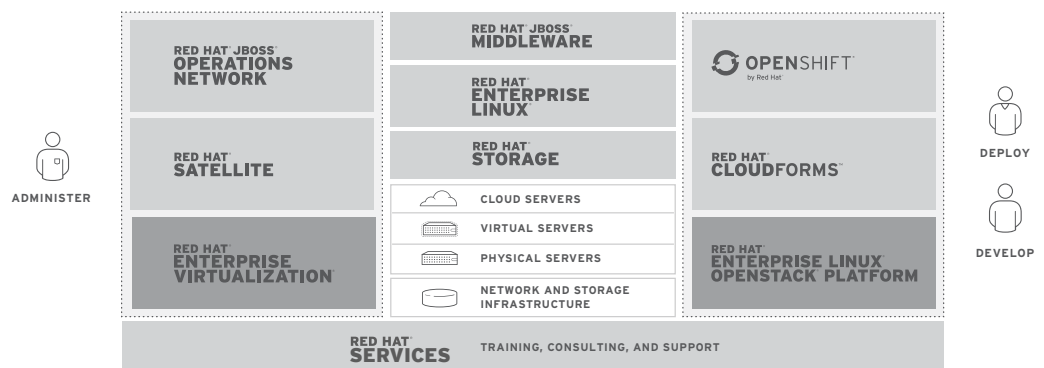 ADMINISTER
RED HAT® JBOSS®
OPERATIONS
NETWORK
RED HAT®
SATELLITE
RED HAT®
ENTERPRISE
VIRTUALIZATION®
RED HAT® JBOSS®
MIDDLEWARE
RED HAT®
ENTERPRISE
LINUX®
RED HAT®
STORAGE
CLOUD SERVERS
VIRTUAL SERVERS
PHYSICAL SERVERS
NETWORK AND STORAGE
INFRASTRUCTURE
OPENSHIFT™
by Red Hat®
RED HAT®
CLOUDFORMS™
RED HAT®
ENTERPRISE LINUX®
OPENSTACK® PLATFORM
DEPLOY
DEVELOP
RED HAT®
SERVICES
TRAINING, CONSULTING, AND SUPPORT